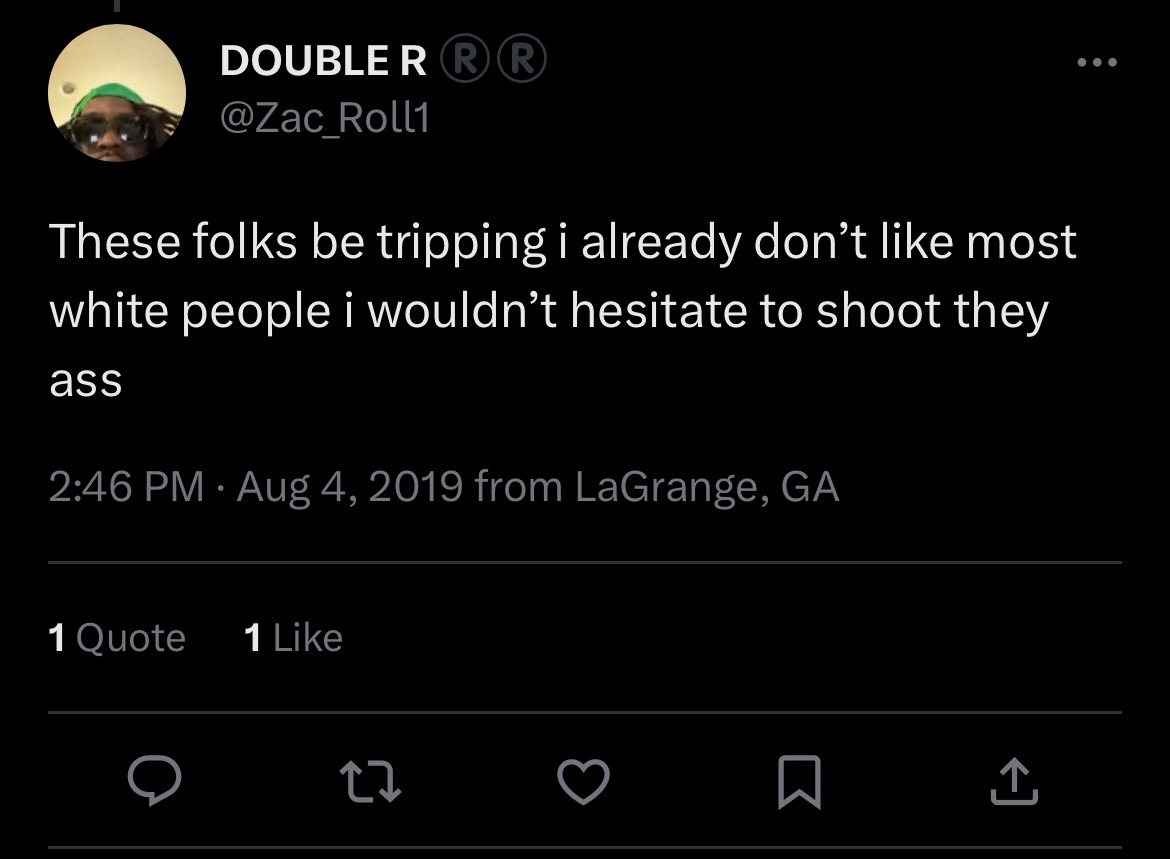 DOUBLE R ®®
@Zac_Roll1
These folks be tripping i already don’t like most
white people i wouldn’t hesitate to shoot they
ass
2:46 PM · Aug 4, 2019 from LaGrange, GA
1 Quote 1 Like